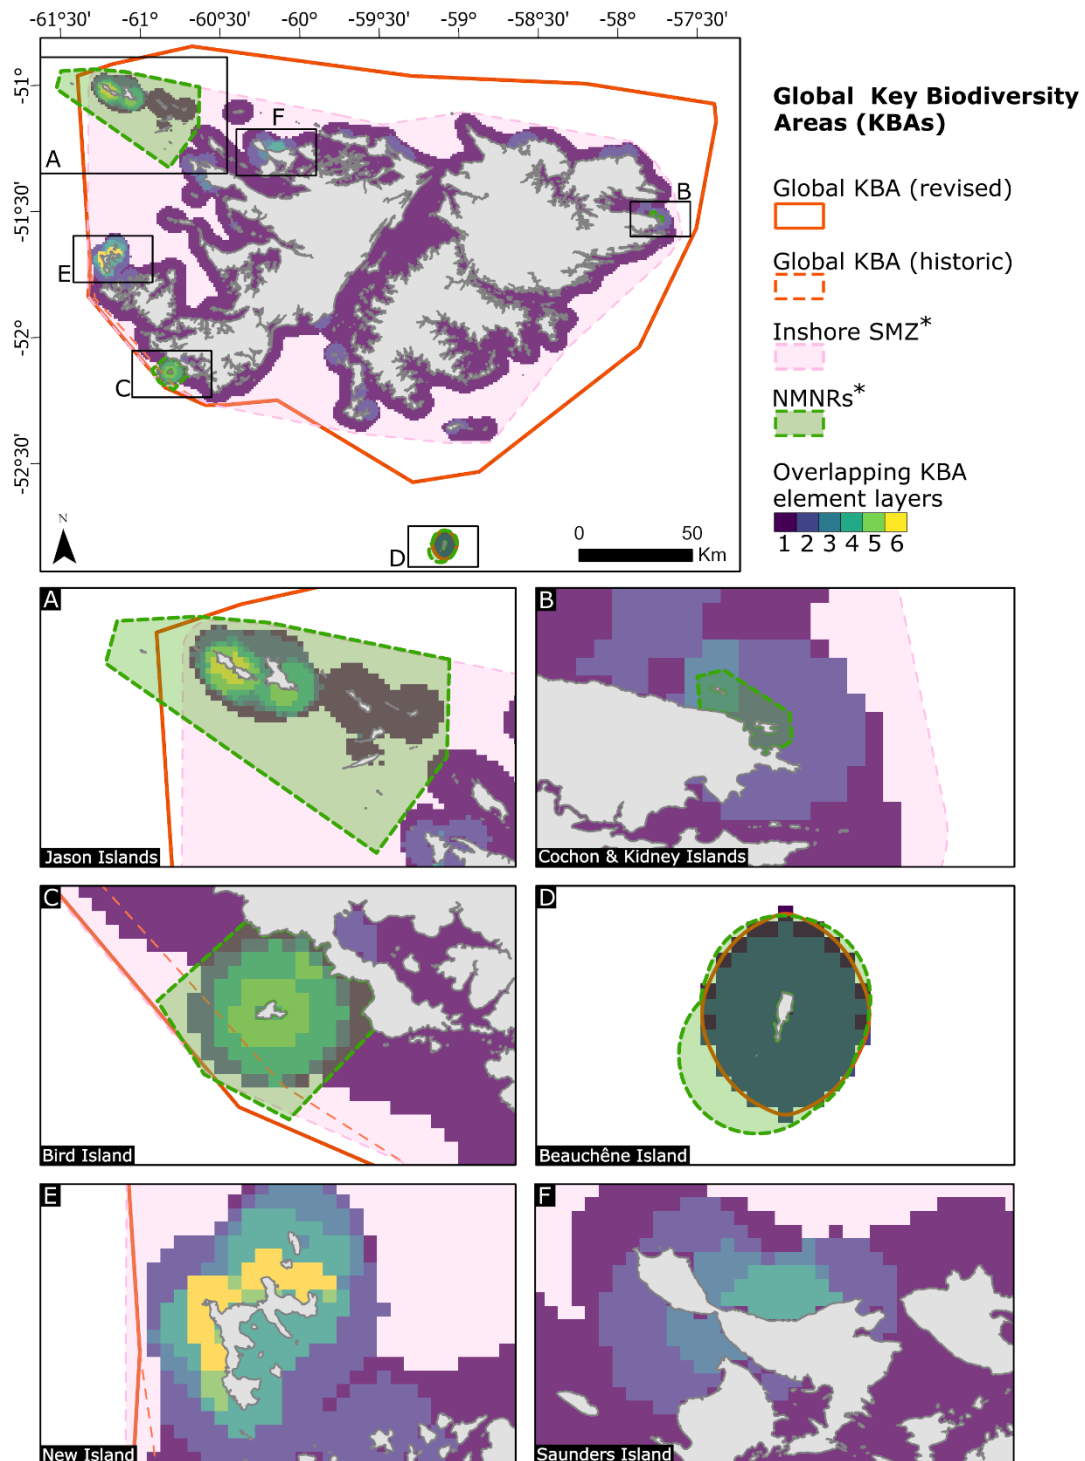 -61°30' -61° -60°30' -60° -59°30' -59° -58°30' -58° -57°30'
-51°
-51°30'
-52°
-52°30'
A
F
B
E
C
D
N
0 50
Km
Global Key Biodiversity
Areas (KBAs)
Global KBA (revised)
Global KBA (historic)
Inshore SMZ*
NMNRs*
Overlapping KBA
element layers
1 2 3 4 5 6
A
Jason Islands
B
Cochon & Kidney Islands
C
Bird Island
D
Beauchêne Island
E
New Island
F
Saunders Island